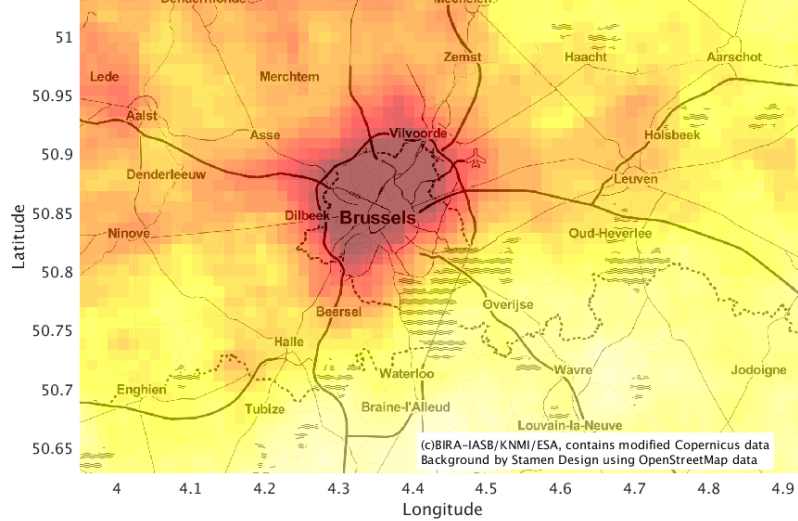 Dendermonde
Mechelen
51
Zemst
Haacht
Aarschot
Lede
Merchtem
50.95
Aalst
Asse
Vilvoorde
Holsbeek
50.9
Denderleeuw
Leuven
50.85
Dilbeek
Brussels
Latitude
Ninove
Oud-Heverlee
50.8
Beersel
Overijse
50.75
Halle
Waterloo
Wavre
Jodoigne
50.7
Enghien
Tubize
Braine-l'Alleud
Louvain-la-Neuve
50.65
(c)BIRA-IASB/KNMI/ESA, contains modified Copernicus data
Background by Stamen Design using OpenStreetMap data
4 4.1 4.2 4.3 4.4 4.5 4.6 4.7 4.8 4.9
Longitude